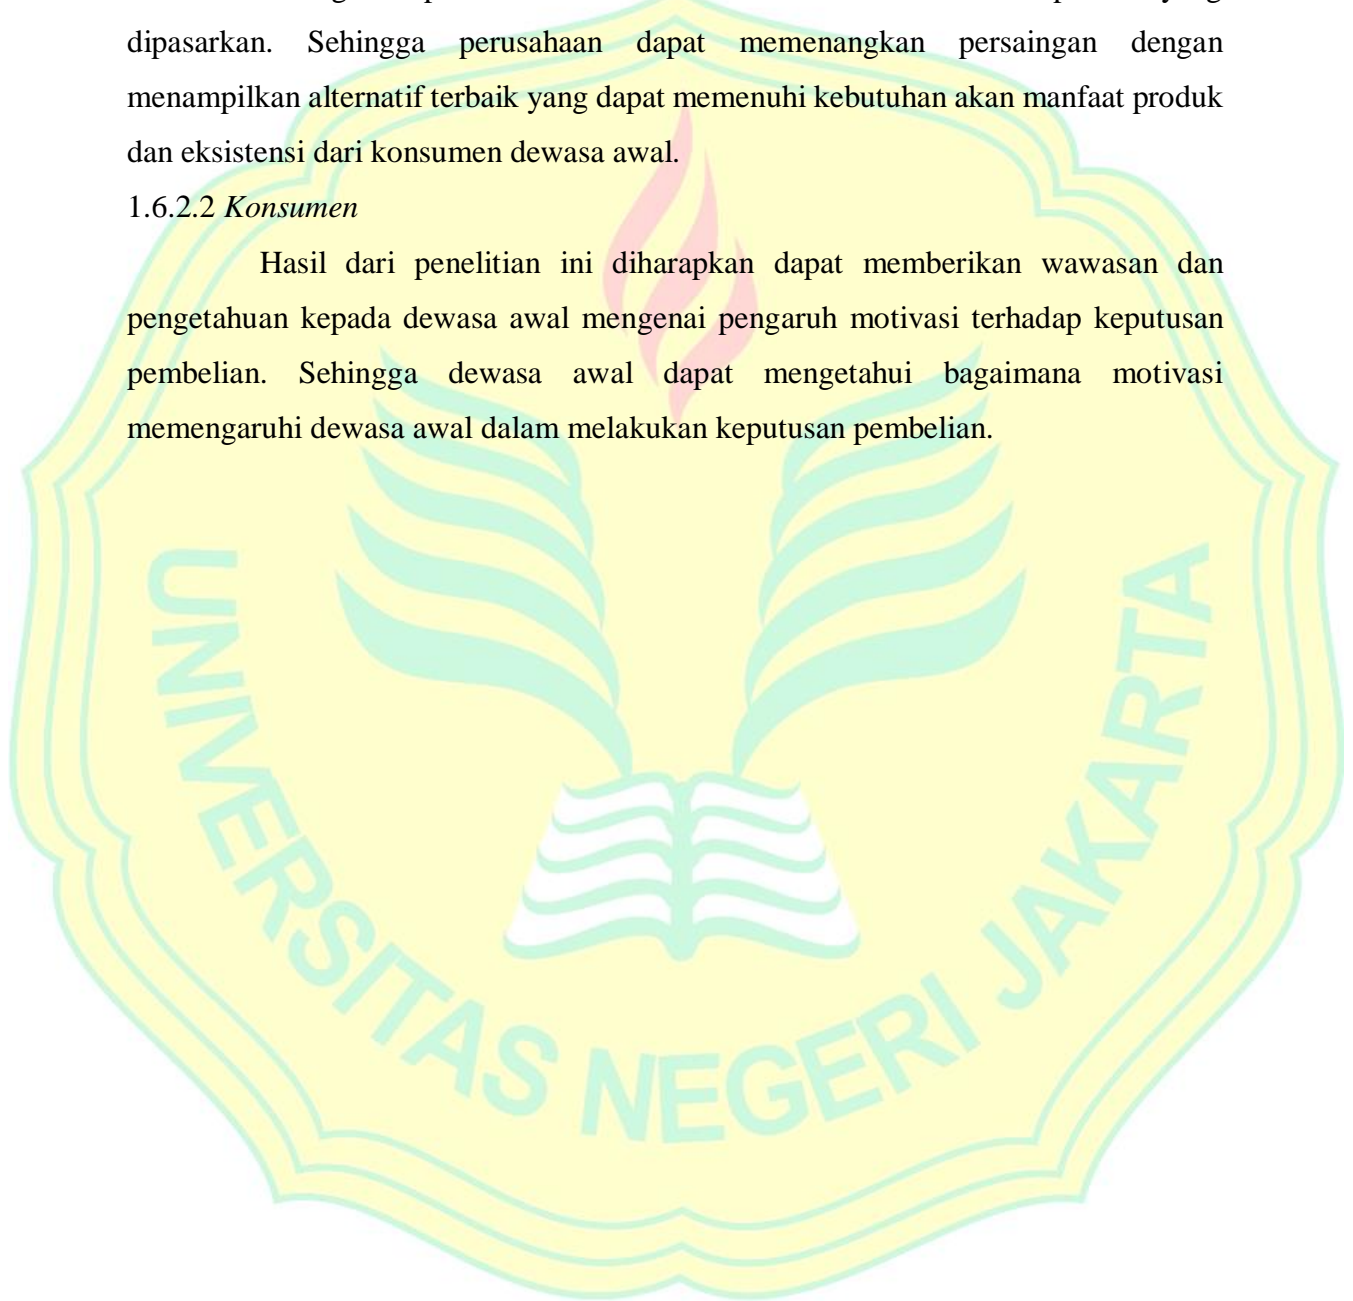 dipasarkan. Sehingga perusahaan dapat memenangkan persaingan dengan
menampilkan alternatif terbaik yang dapat memenuhi kebutuhan akan manfaat produk
dan eksistensi dari konsumen dewasa awal.
1.6.2.2 Konsumen
Hasil dari penelitian ini diharapkan dapat memberikan wawasan dan
pengetahuan kepada dewasa awal mengenai pengaruh motivasi terhadap keputusan
pembelian. Sehingga dewasa awal dapat mengetahui bagaimana motivasi
memengaruhi dewasa awal dalam melakukan keputusan pembelian.
UNIVERSITAS NEGERI JAKARTA